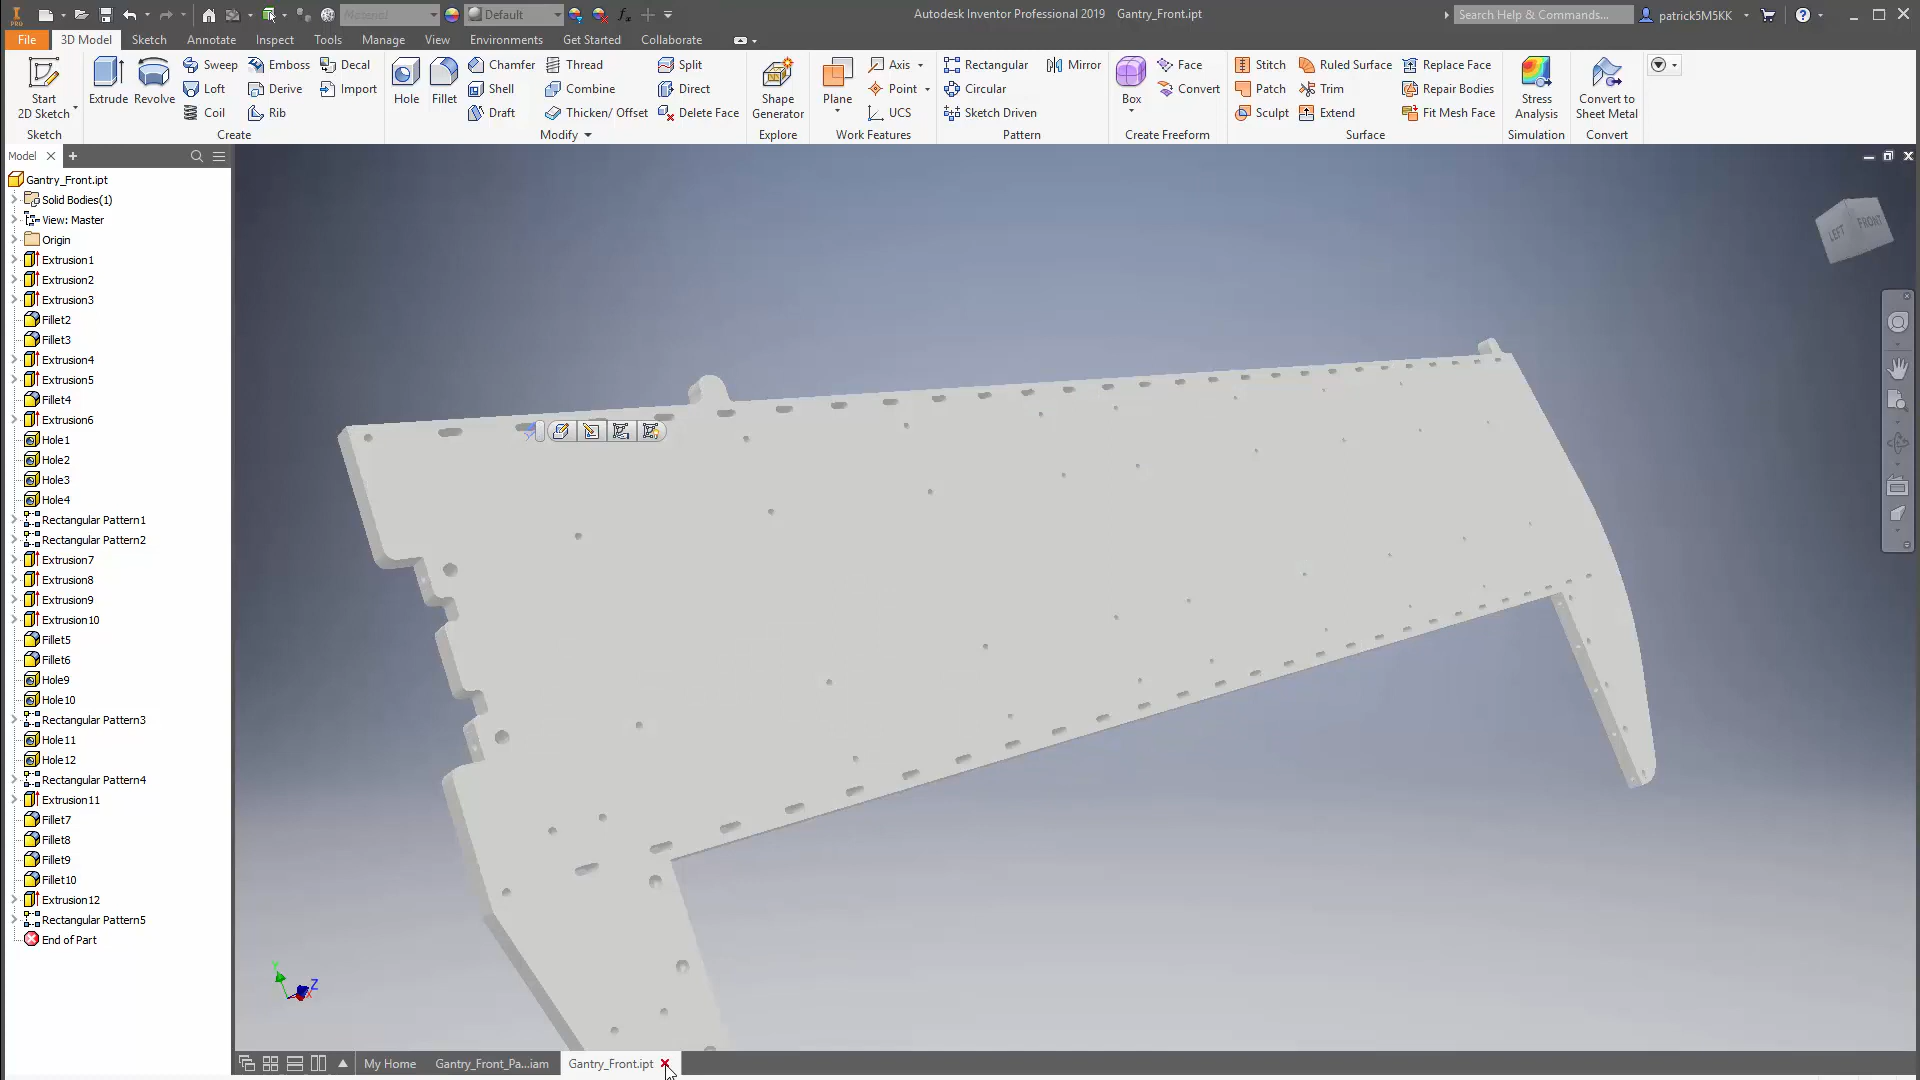 PRO
Material
Default
Autodesk Inventor Professional 2019 Gantry_Front.ipt
Search Help & Commands...
patrick5M5KK
File 3D Model Sketch Annotate Inspect Tools Manage View Environments Get Started Collaborate
Start
2D Sketch
Extrude
Revolve
Sweep
Loft
Coil
Emboss
Derive
Rib
Decal
Import
Hole
Fillet
Chamfer
Shell
Draft
Thread
Combine
Thicken/ Offset
Split
Direct
Delete Face
Shape
Generator
Plane
Axis
Point
UCS
Rectangular
Circular
Sketch Driven
Mirror
Box
Face
Convert
Stitch
Patch
Sculpt
Ruled Surface
Trim
Extend
Replace Face
Repair Bodies
Fit Mesh Face
Stress
Analysis
Convert to
Sheet Metal
Sketch Create Modify Explore Work Features Pattern Create Freeform Surface Simulation Convert
Model
Gantry_Front.ipt
Solid Bodies(1)
View: Master
Origin
Extrusion1
Extrusion2
Extrusion3
Fillet2
Fillet3
Extrusion4
Extrusion5
Fillet4
Extrusion6
Hole1
Hole2
Hole3
Hole4
Rectangular Pattern1
Rectangular Pattern2
Extrusion7
Extrusion8
Extrusion9
Extrusion10
Fillet5
Fillet6
Hole9
Hole10
Rectangular Pattern3
Hole11
Hole12
Rectangular Pattern4
Extrusion11
Fillet7
Fillet8
Fillet9
Fillet10
Extrusion12
Rectangular Pattern5
End of Part
LEFT FRONT
Y
Z
X
My Home Gantry_Front_Pa...iam Gantry_Front.ipt